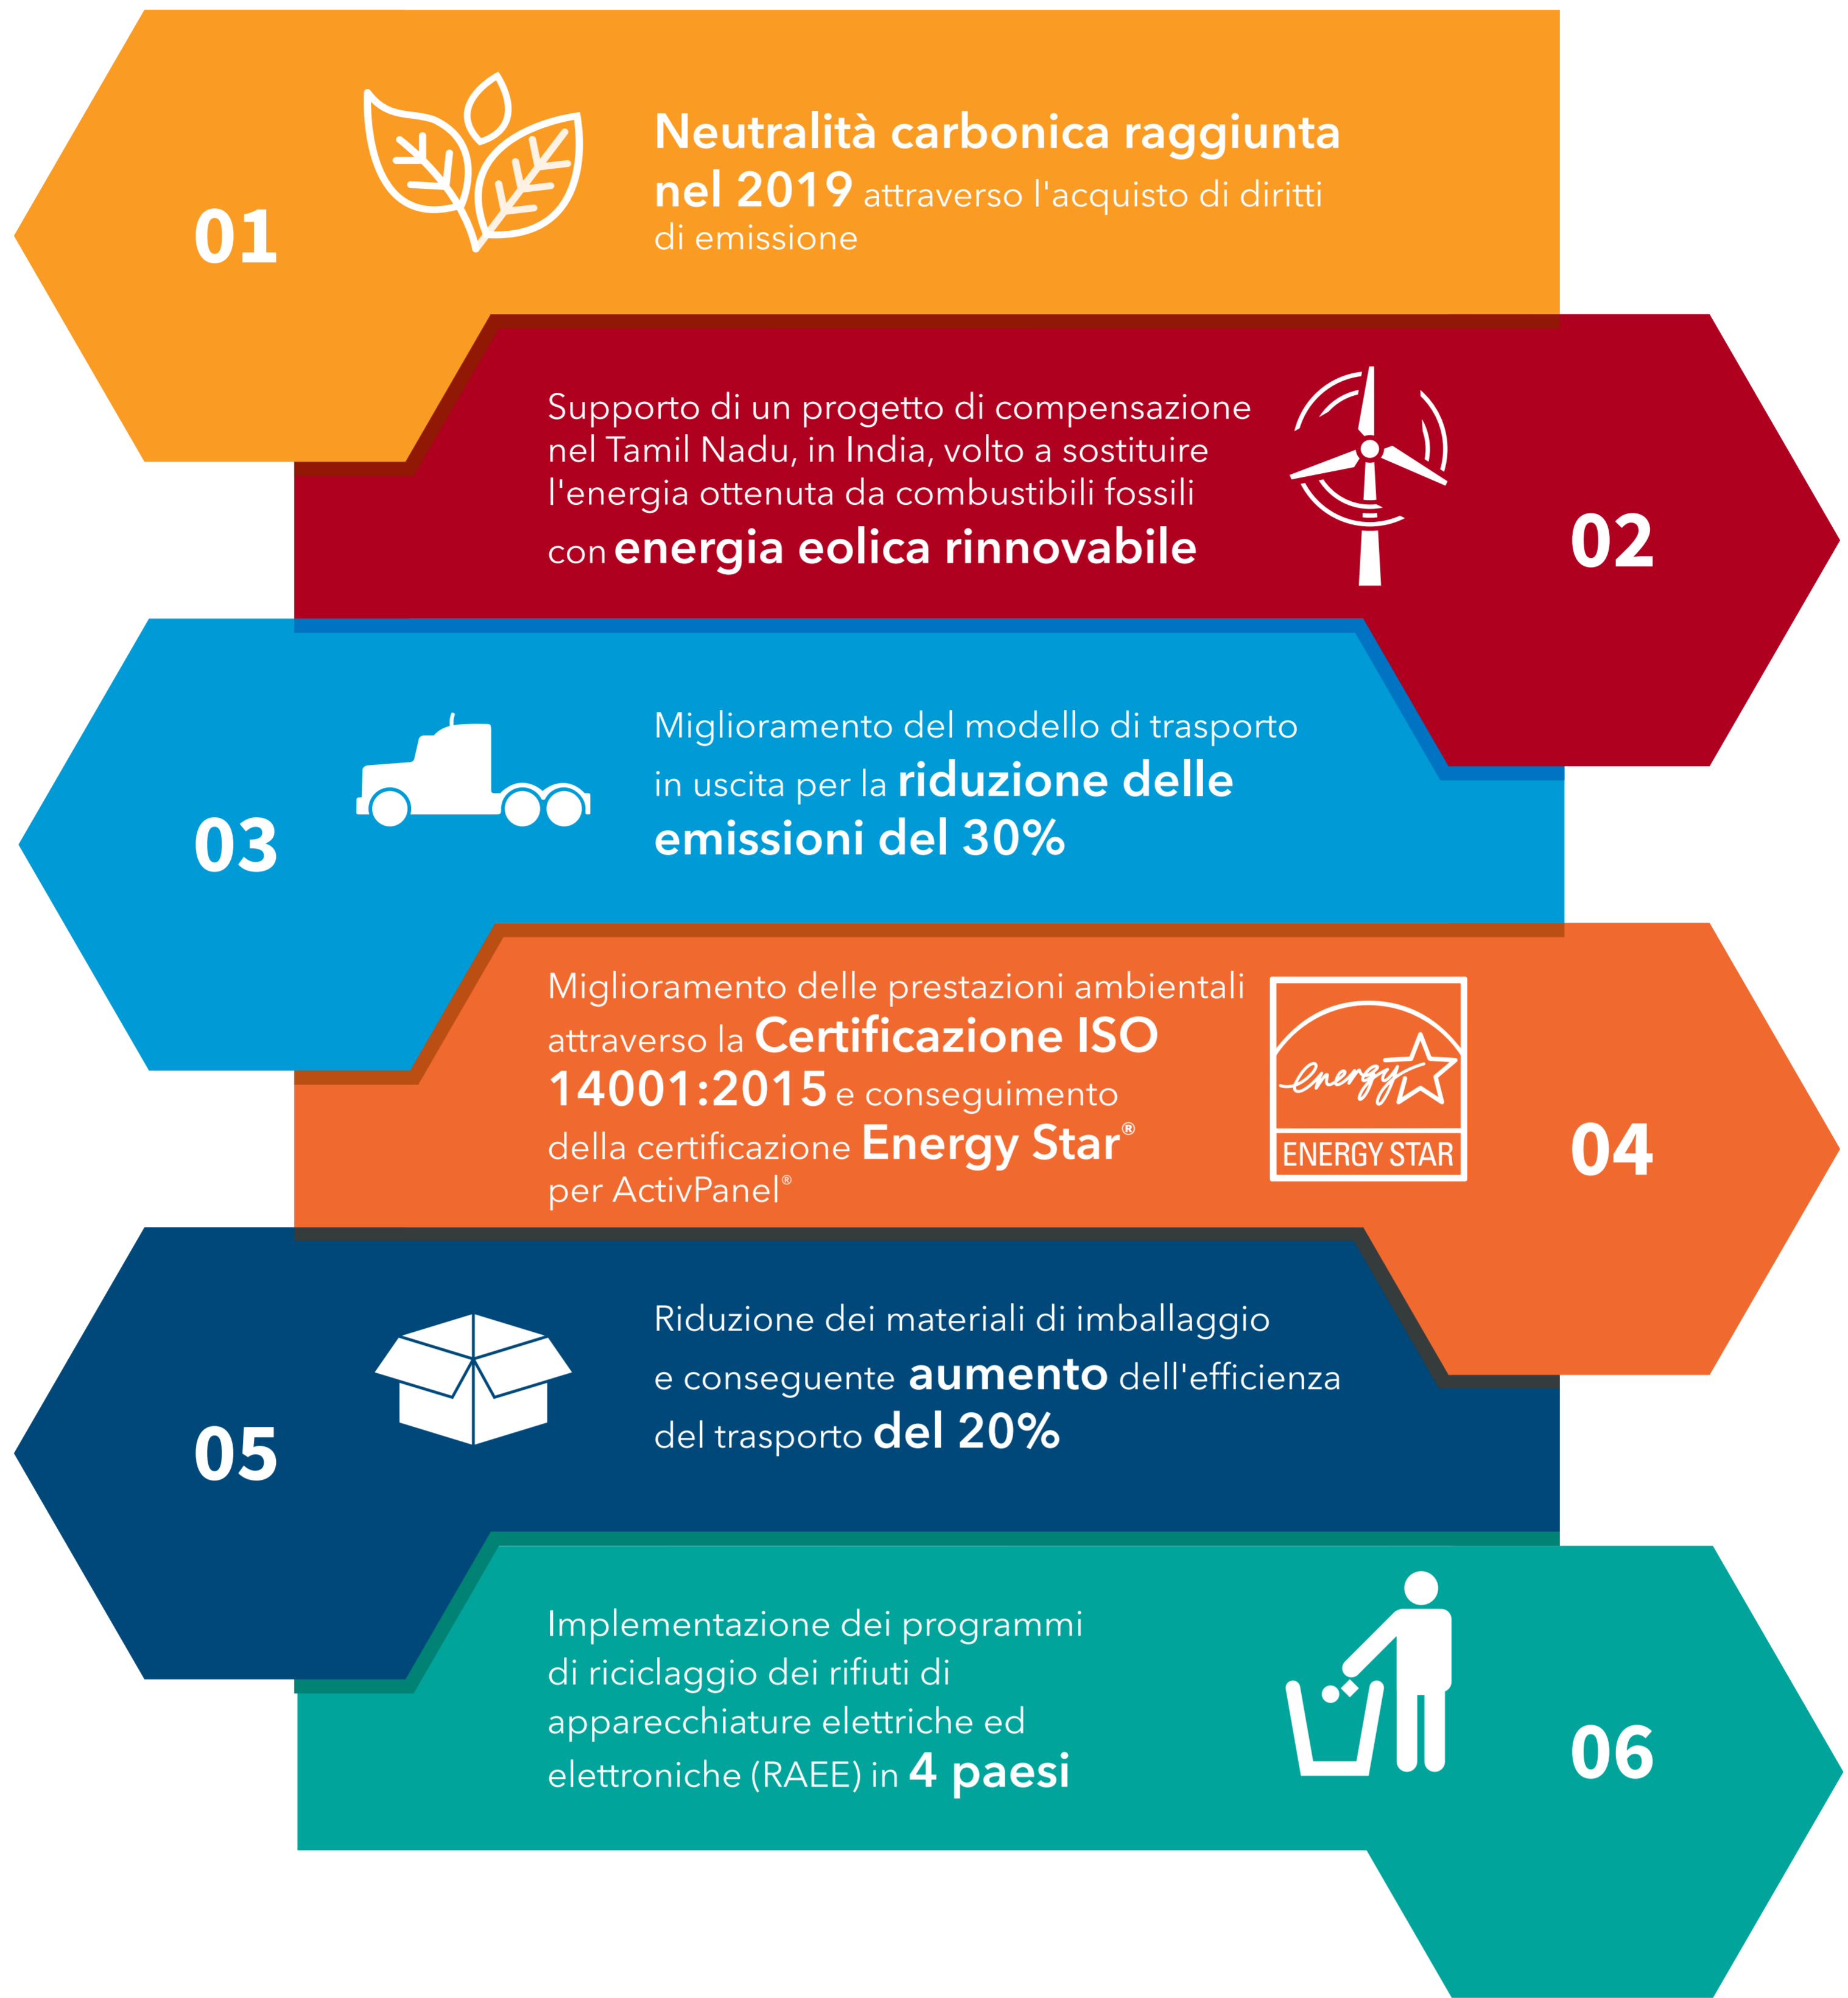 01
Neutralità carbonica raggiunta
nel 2019 attraverso l'acquisto di diritti
di emissione
Supporto di un progetto di compensazione
nel Tamil Nadu, in India, volto a sostituire
l'energia ottenuta da combustibili fossili
con energia eolica rinnovabile
02
03
Miglioramento del modello di trasporto
in uscita per la riduzione delle
emissioni del 30%
Miglioramento delle prestazioni ambientali
attraverso la Certificazione ISO
14001:2015 e conseguimento
della certificazione Energy Star®
per ActivPanel®
energy
ENERGY STAR
04
05
Riduzione dei materiali di imballaggio
e conseguente aumento dell'efficienza
del trasporto del 20%
Implementazione dei programmi
di riciclaggio dei rifiuti di
apparecchiature elettriche ed
elettroniche (RAEE) in 4 paesi
06